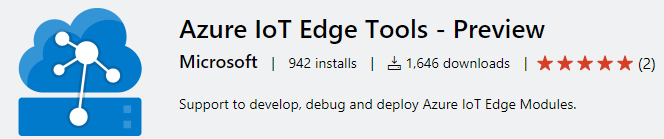 Azure IoT Edge Tools - Preview
Microsoft | 942 installs | 1,646 downloads | (2)
Support to develop, debug and deploy Azure IoT Edge Modules.